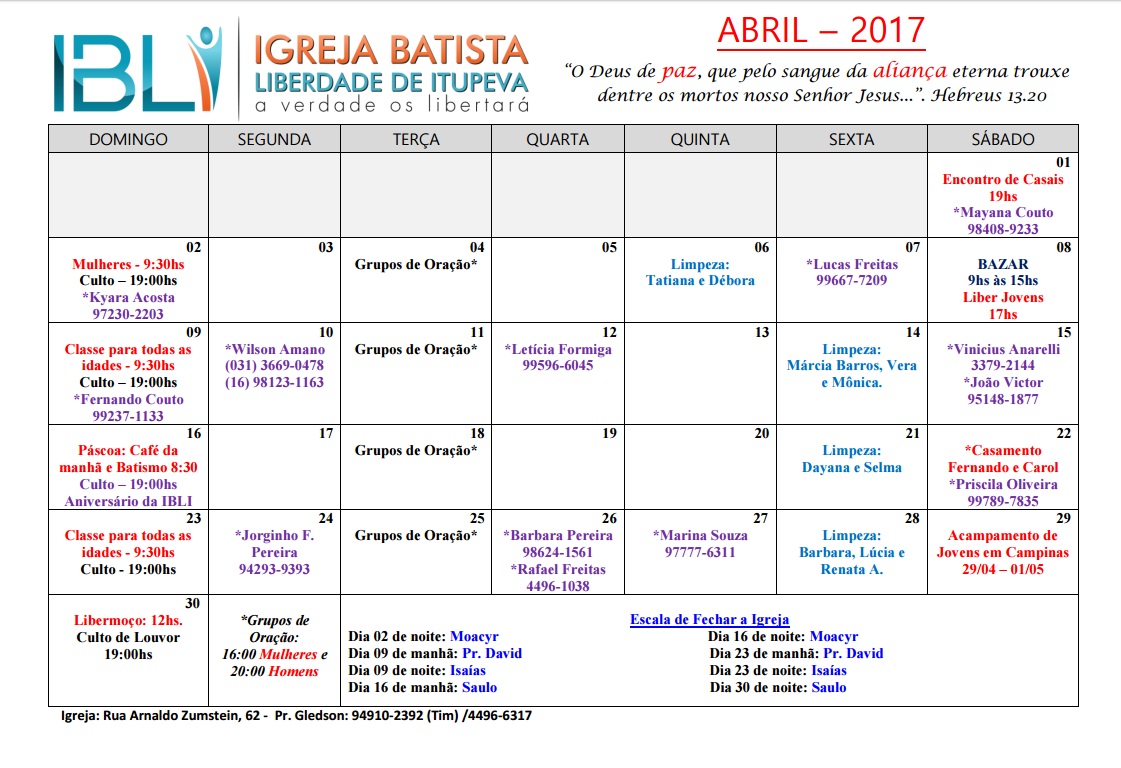 IBLI
IGREJA BATISTA
LIBERDADE DE ITUPEVA
a verdade os libertará
ABRIL – 2017
“O Deus de paz, que pelo sangue da aliança eterna trouxe
dentre os mortos nosso Senhor Jesus...”. Hebreus 13.20
DOMINGO SEGUNDA TERÇA QUARTA QUINTA SEXTA SÁBADO
01
Encontro de Casais
19hs
*Mayana Couto
98408-9233
02
Mulheres - 9:30hs
Culto – 19:00hs
*Kyara Acosta
97230-2203
03
04
Grupos de Oração*
05
06
Limpeza:
Tatiana e Débora
07
*Lucas Freitas
99667-7209
08
BAZAR
9hs às 15hs
Liber Jovens
17hs
09
Classe para todas as
idades - 9:30hs
Culto – 19:00hs
*Fernando Couto
99237-1133
10
*Wilson Amano
(031) 3669-0478
(16) 98123-1163
11
Grupos de Oração*
12
*Letícia Formiga
99596-6045
13
14
Limpeza:
Márcia Barros, Vera
e Mônica.
15
*Vinicius Anarelli
3379-2144
*João Victor
95148-1877
16
Páscoa: Café da
manhã e Batismo 8:30
Culto – 19:00hs
Aniversário da IBLI
17
18
Grupos de Oração*
19
20
21
Limpeza:
Dayana e Selma
22
*Casamento
Fernando e Carol
*Priscila Oliveira
99789-7835
23
Classe para todas as
idades - 9:30hs
Culto - 19:00hs
24
*Jorginho F.
Pereira
94293-9393
25
Grupos de Oração*
26
*Barbara Pereira
98624-1561
*Rafael Freitas
4496-1038
27
*Marina Souza
97777-6311
28
Limpeza:
Barbara, Lúcia e
Renata A.
29
Acampamento de
Jovens em Campinas
29/04 – 01/05
30
Libermoço: 12hs.
Culto de Louvor
19:00hs
*Grupos de
Oração:
16:00 Mulheres e
20:00 Homens
Escala de Fechar a Igreja
Dia 02 de noite: Moacyr
Dia 09 de manhã: Pr. David
Dia 09 de noite: Isaías
Dia 16 de manhã: Saulo
Dia 16 de noite: Moacyr
Dia 23 de manhã: Pr. David
Dia 23 de noite: Isaías
Dia 30 de noite: Saulo
Igreja: Rua Arnaldo Zumstein, 62 - Pr. Gledson: 94910-2392 (Tim) /4496-6317